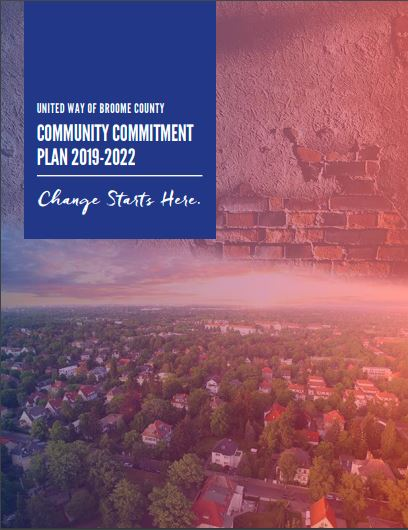 UNITED WAY OF BROOME COUNTY
COMMUNITY COMMITMENT
PLAN 2019-2022
Change Starts Here.